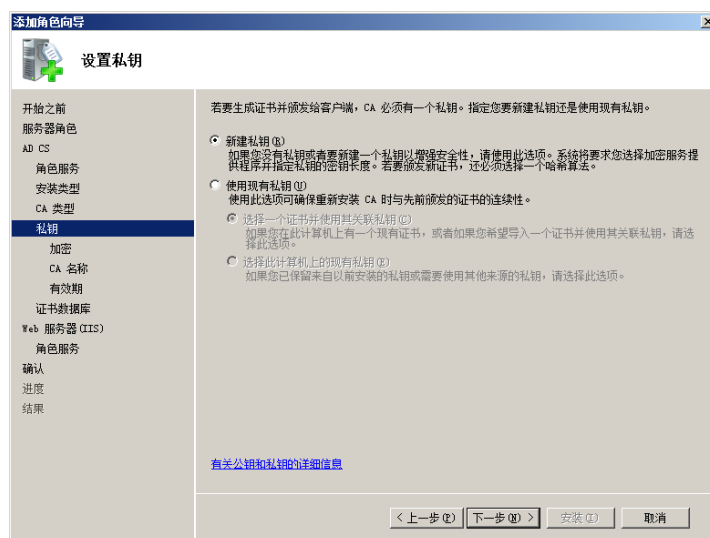 添加角色向导
设置私钥
开始之前
服务器角色
AD CS
角色服务
安装类型
CA 类型
私钥
加密
CA 名称
有效期
证书数据库
Web 服务器(IIS)
角色服务
确认
进度
结果
若要生成证书并颁发给客户端，CA 必须有一个私钥。指定您要新建私钥还是使用现有私钥。
新建私钥(R)
如果您没有私钥或者要新建一个私钥以增强安全性，请使用此选项。系统将要求您选择加密服务提
供程序并指定私钥的密钥长度。若要颁发新证书，还必须选择一个哈希算法。
使用现有私钥(U)
使用此选项可确保重新安装 CA 时与先前颁发的证书的连续性。
选择一个证书并使用其关联私钥(C)
如果您在此计算机上有一个现有证书，或者如果您希望导入一个证书并使用其关联私钥，请选
择此选项。
选择此计算机上的现有私钥(E)
如果您已保留来自以前安装的私钥或需要使用其他来源的私钥，请选择此选项。
有关公钥和私钥的详细信息
< 上一步(P)
下一步(N) >
安装(I)
取消